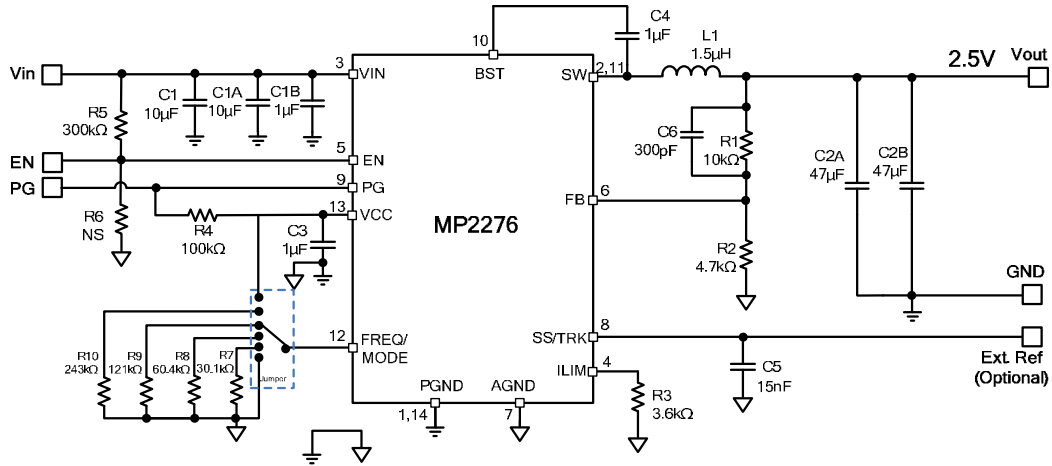 C4
1µF
L1
1.5µH
10
BST
2.5V
Vout
Vin
3
VIN
SW
2,11
C1
10µF
C1A
10µF
C1B
1µF
R5
300kΩ
C6
300pF
R1
10kΩ
C2A
47µF
C2B
47µF
EN
5
EN
PG
9
PG
FB
6
13
VCC
MP2276
R6
NS
R4
100kΩ
C3
1µF
R2
4.7kΩ
GND
12
FREQ/
MODE
SS/TRK
8
Ext. Ref
(Optional)
R10
243kΩ
R9
121kΩ
R8
60.4kΩ
R7
30.1kΩ
Jumper
ILIM
4
C5
15nF
R3
3.6kΩ
PGND
AGND
1,14
7